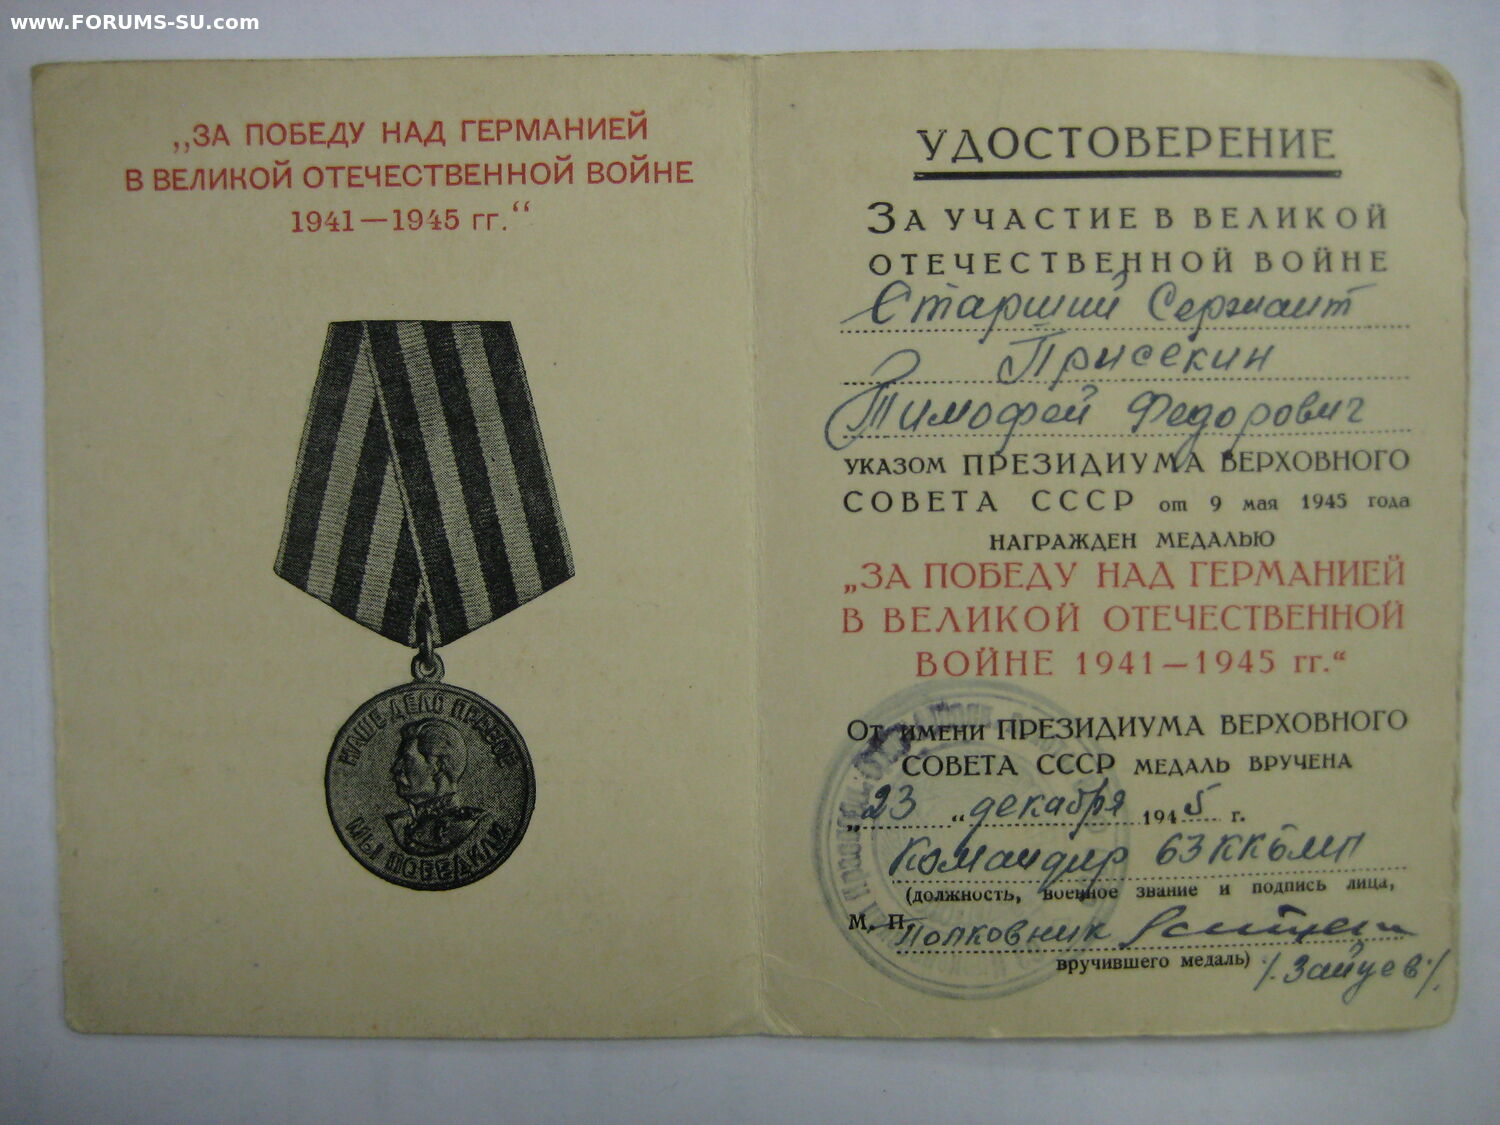 www.FORUMS-SU.com
„ЗА ПОБЕДУ НАД ГЕРМАНИЕЙ
В ВЕЛИКОЙ ОТЕЧЕСТВЕННОЙ ВОЙНЕ
1941—1945 гг.“
НАШЕ ДЕЛО ПРАВОЕ
МЫ ПОБЕДИЛИ
УДОСТОВЕРЕНИЕ
ЗА УЧАСТИЕ В ВЕЛИКОЙ
ОТЕЧЕСТВЕННОЙ ВОЙНЕ
Старший Сержант
Присекин
Тимофей Федорович
УКАЗОМ ПРЕЗИДИУМА ВЕРХОВНОГО
СОВЕТА СССР от 9 мая 1945 года
НАГРАЖДЕН МЕДАЛЬЮ
„ЗА ПОБЕДУ НАД ГЕРМАНИЕЙ
В ВЕЛИКОЙ ОТЕЧЕСТВЕННОЙ
ВОЙНЕ 1941—1945 гг.“
От имени ПРЕЗИДИУМА ВЕРХОВНОГО
СОВЕТА СССР МЕДАЛЬ ВРУЧЕНА
„23“ декабря 1945 г.
Командир 63 ККбмп
(должность, военное звание и подпись лица,
М. П. Полковник
вручившего медаль) /.Зайцев./